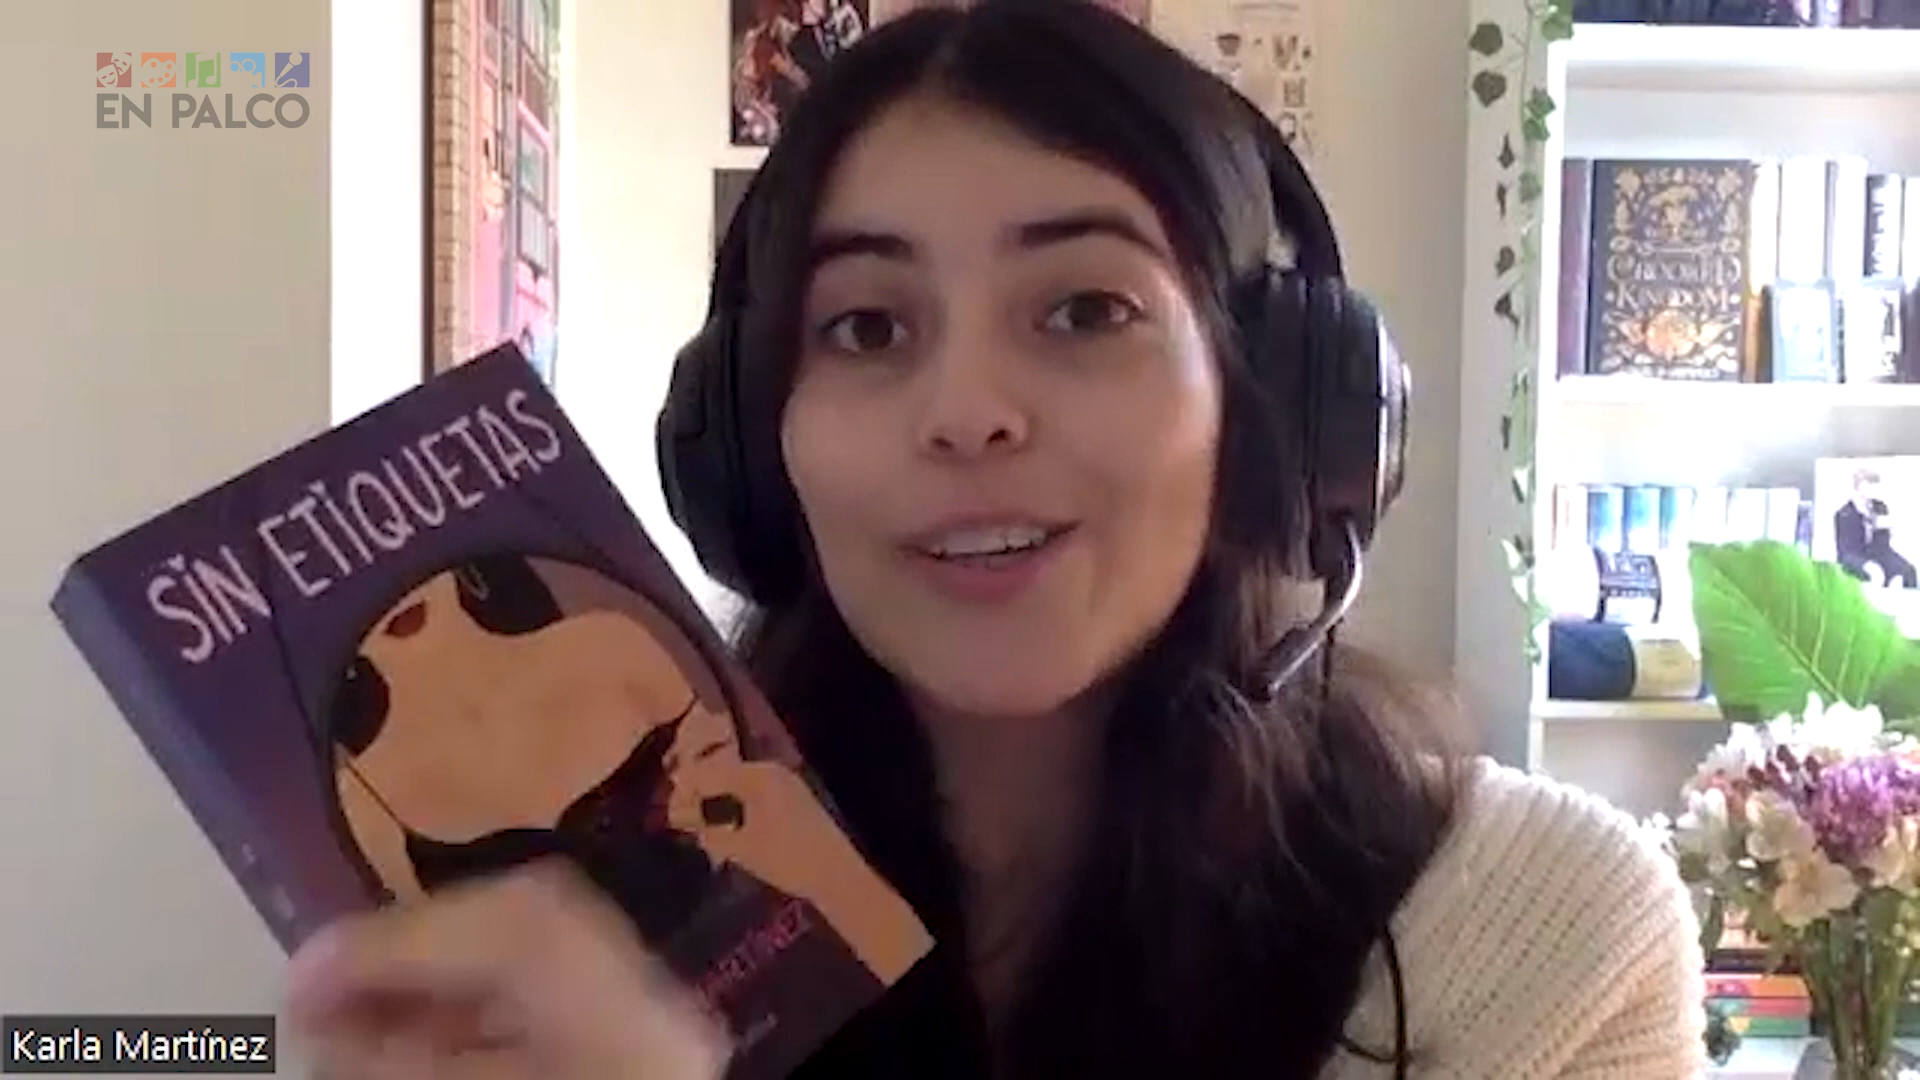 EN PALCO
SIN ETIQUETAS
CROOKED
KINGDOM
Karla Martínez